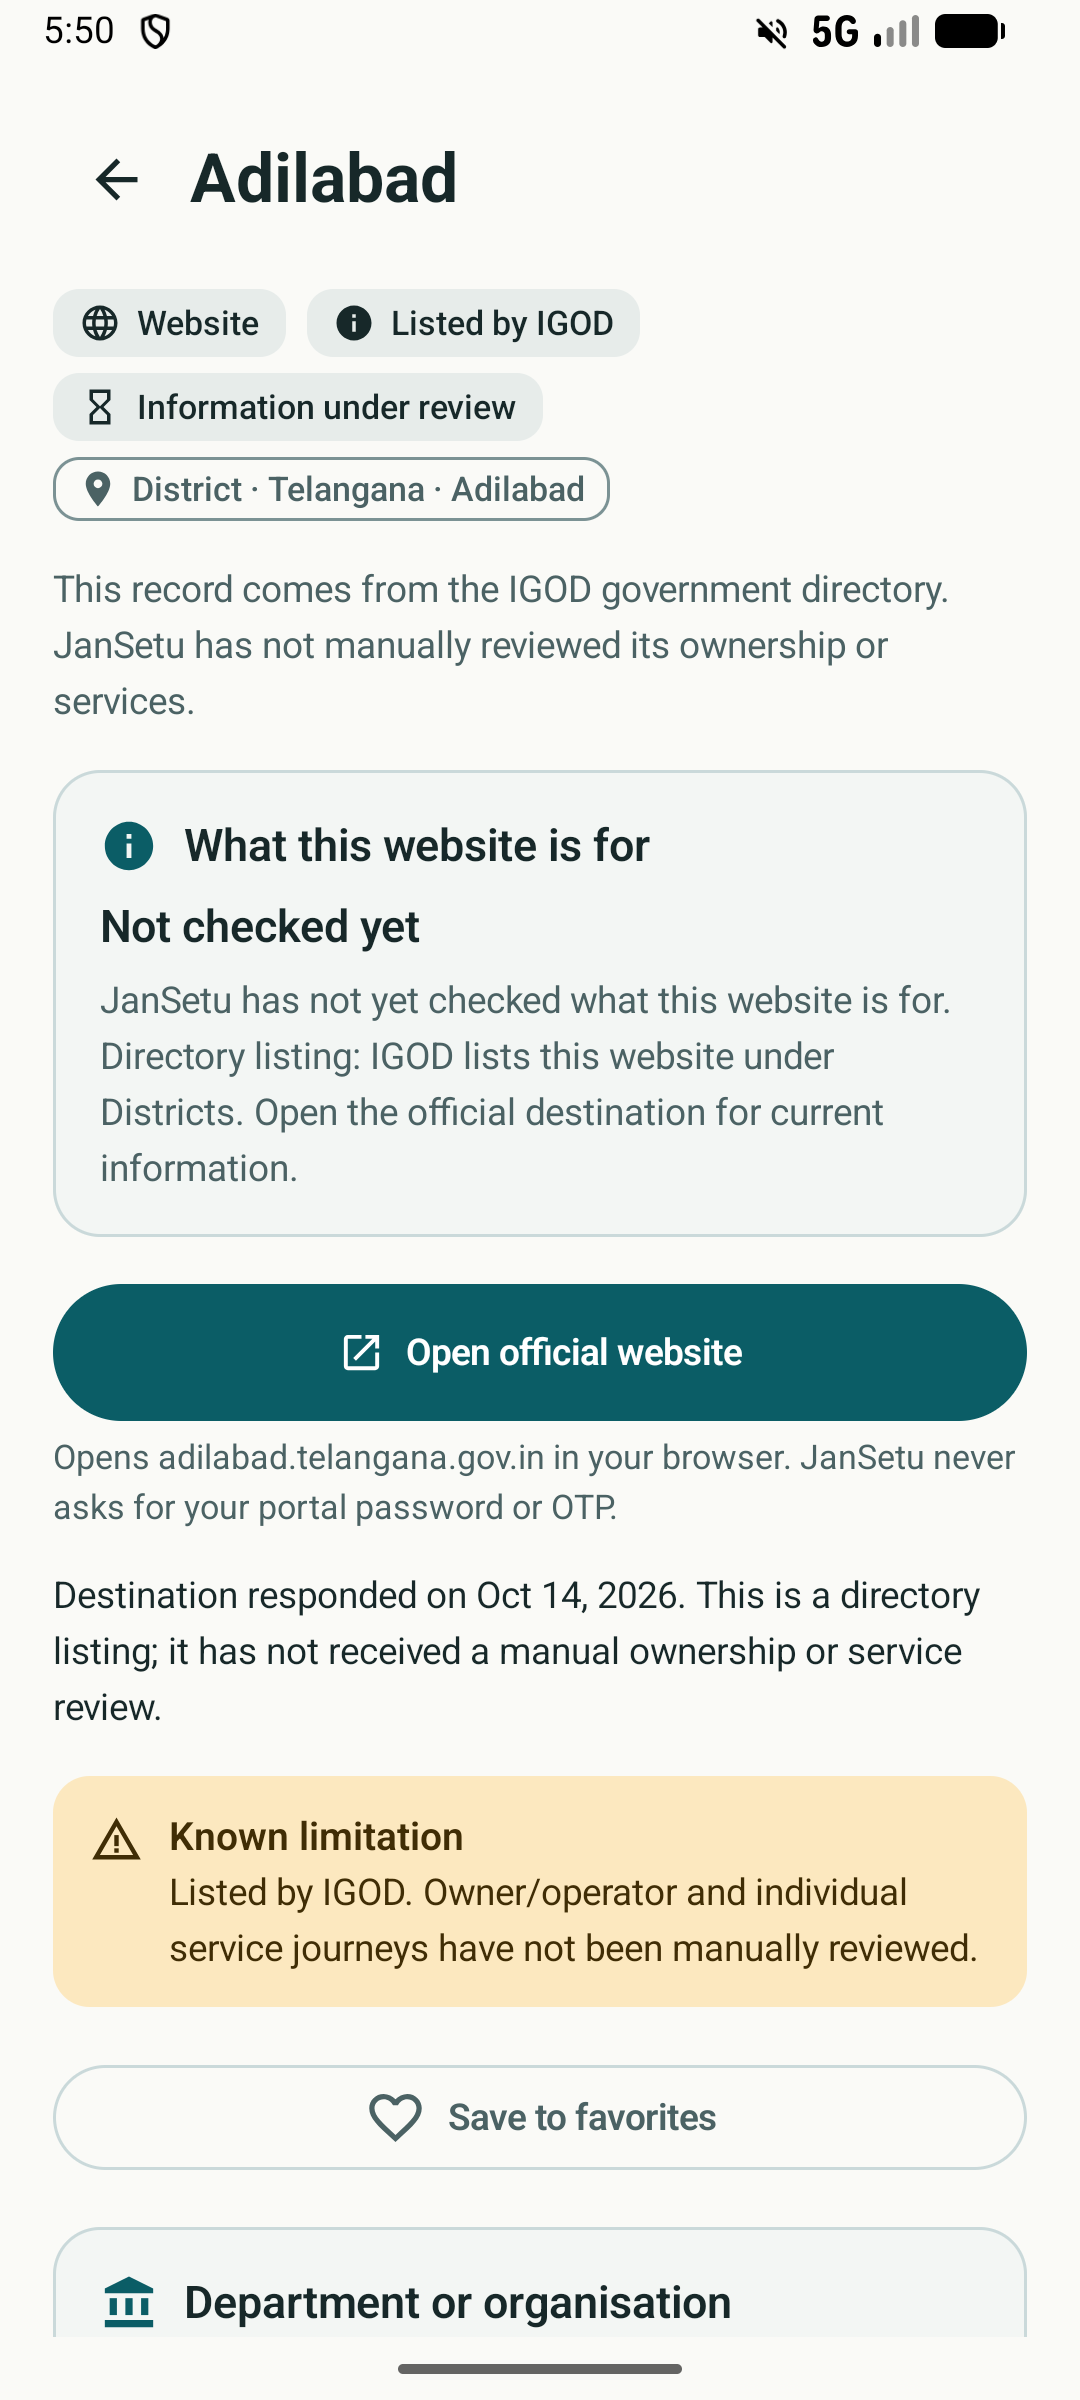 5:50
5G
Adilabad
Website
Listed by IGOD
Information under review
District · Telangana · Adilabad
This record comes from the IGOD government directory.
JanSetu has not manually reviewed its ownership or
services.
What this website is for
Not checked yet
JanSetu has not yet checked what this website is for.
Directory listing: IGOD lists this website under
Districts. Open the official destination for current
information.
Open official website
Opens adilabad.telangana.gov.in in your browser. JanSetu never
asks for your portal password or OTP.
Destination responded on Oct 14, 2026. This is a directory
listing; it has not received a manual ownership or service
review.
Known limitation
Listed by IGOD. Owner/operator and individual
service journeys have not been manually reviewed.
Save to favorites
Department or organisation